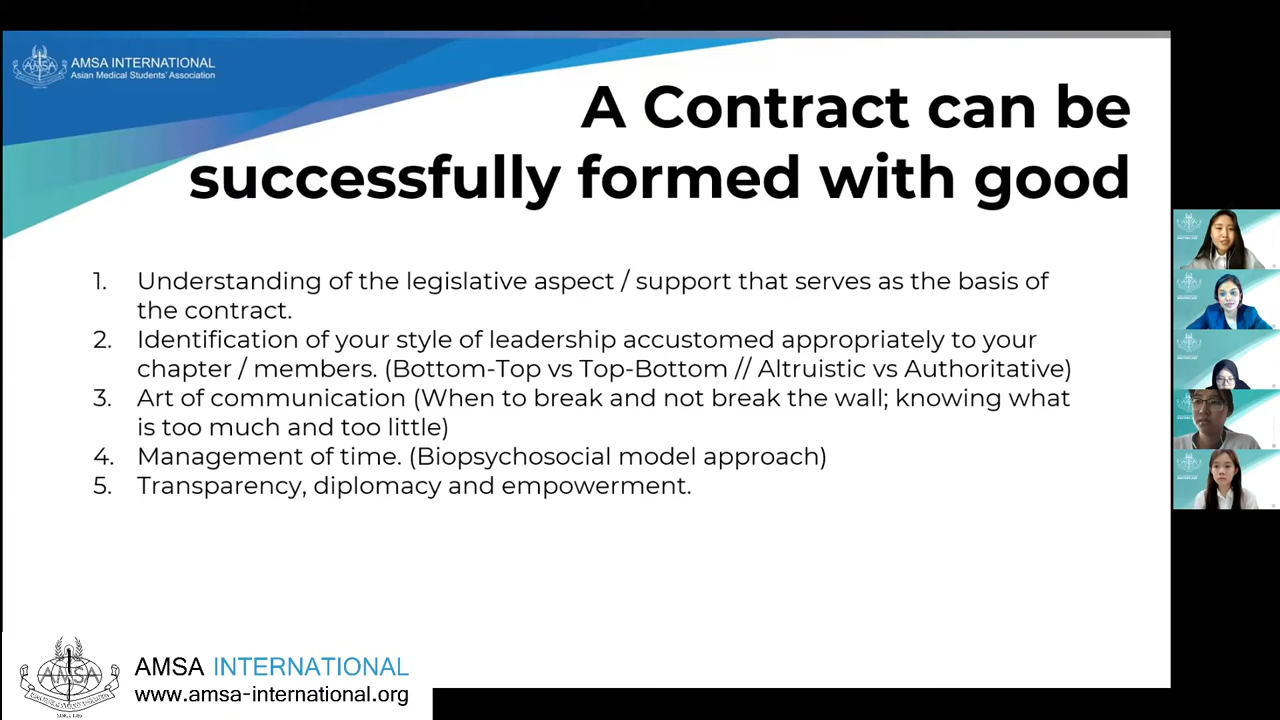 AMSA INTERNATIONAL
Asian Medical Students' Association
A Contract can be
successfully formed with good
1. Understanding of the legislative aspect / support that serves as the basis of
the contract.
2. Identification of your style of leadership accustomed appropriately to your
chapter / members. (Bottom-Top vs Top-Bottom // Altruistic vs Authoritative)
3. Art of communication (When to break and not break the wall; knowing what
is too much and too little)
4. Management of time. (Biopsychosocial model approach)
5. Transparency, diplomacy and empowerment.
AMSA
AMSA INTERNATIONAL
www.amsa-international.org